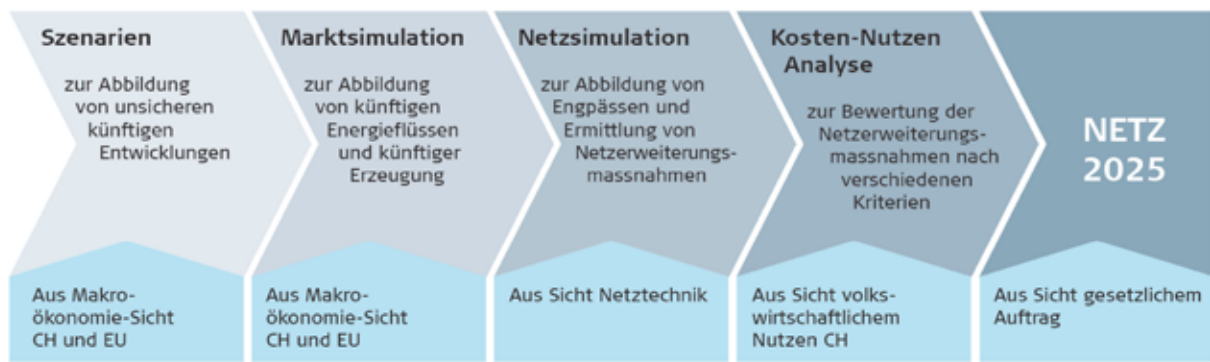 Szenarien
zur Abbildung
von unsicheren
künftigen
Entwicklungen
Marktsimulation
zur Abbildung
von künftigen
Energieflüssen
und künftiger
Erzeugung
Netzsimulation
zur Abbildung von
Engpässen und
Ermittlung von
Netzerweiterungs-
massnahmen
Kosten-Nutzen
Analyse
zur Bewertung der
Netzerweiterungs-
massnahmen nach
verschiedenen
Kriterien
NETZ
2025
Aus Makro-
ökonomie-Sicht
CH und EU
Aus Makro-
ökonomie-Sicht
CH und EU
Aus Sicht Netztechnik
Aus Sicht volks-
wirtschaftlichem
Nutzen CH
Aus Sicht gesetzlichem
Auftrag